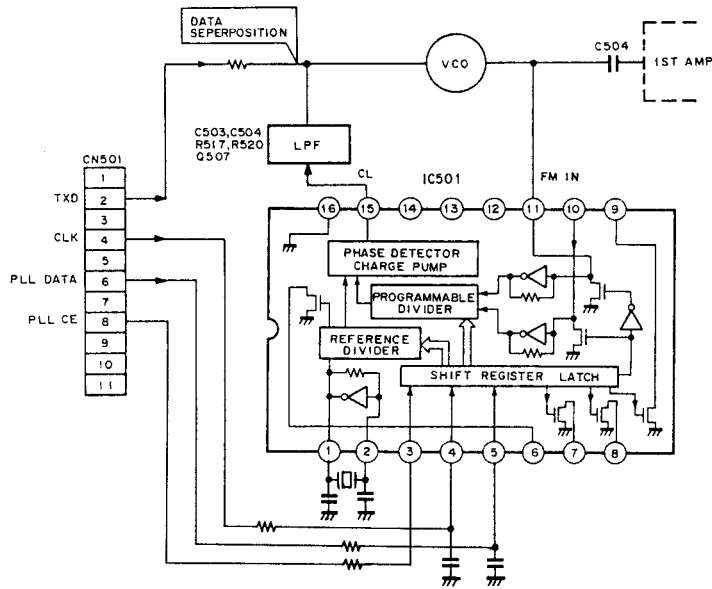 DATA
SEPERPOSITION
C504
VCO
1ST AMP
C503,C504
R517,R520
Q507
LPF
CN501
1
2
3
4
5
6
7
8
9
10
11
TXD
CLK
PLL DATA
PLL CE
CL
IC501
FM IN
16
15
14
13
12
11
10
9
PHASE DETECTOR
CHARGE PUMP
PROGRAMMABLE
DIVIDER
REFERENCE
DIVIDER
SHIFT REGISTER LATCH
1
2
3
4
5
6
7
8